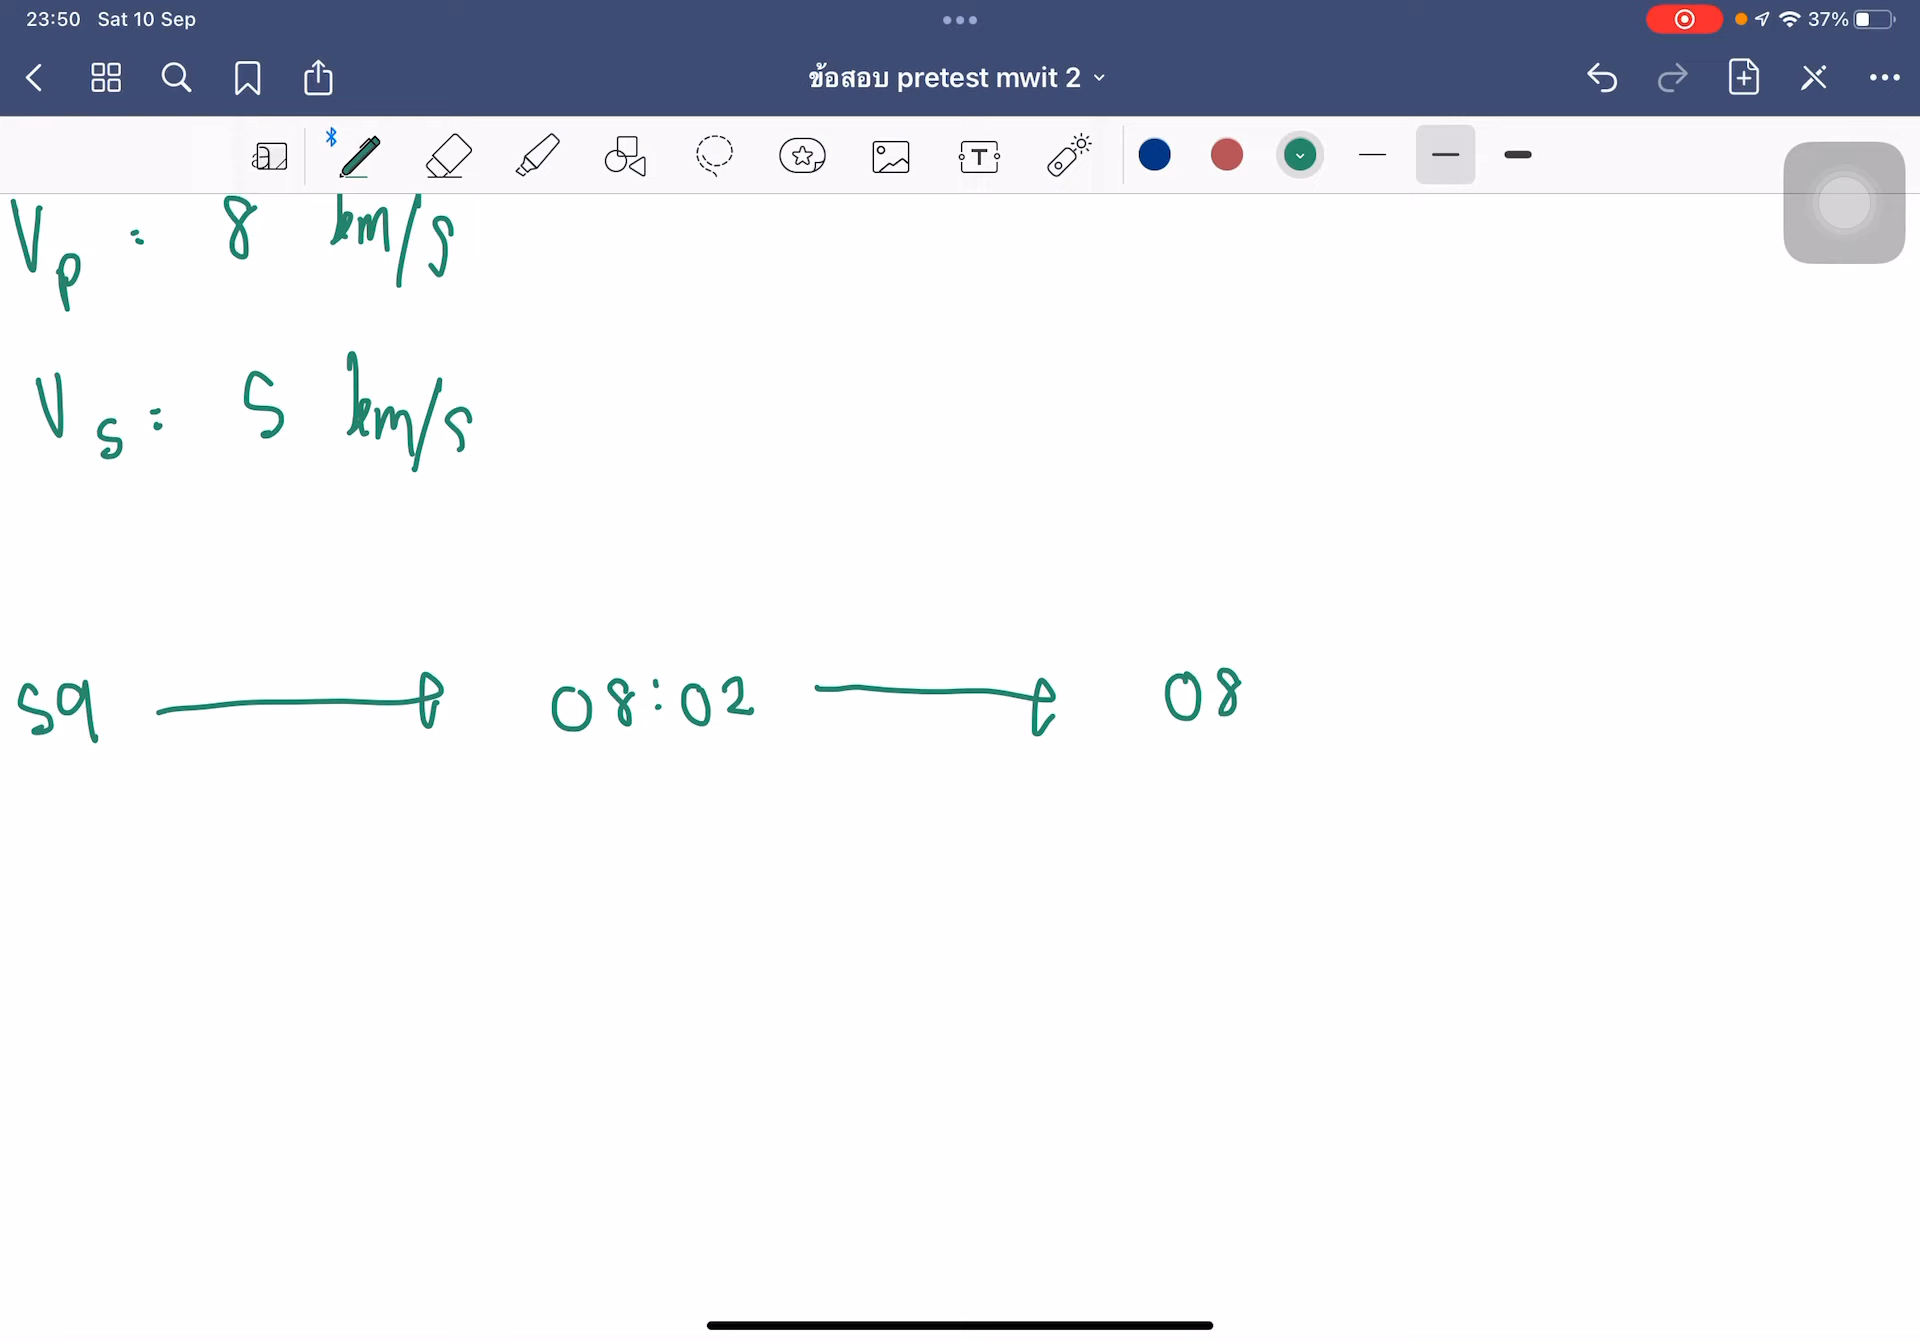 23:50 Sat 10 Sep
37%
ข้อสอบ pretest mwit 2
T
Vp = 8 km/s
Vs = 5 km/s
59 → 08:02 → 08